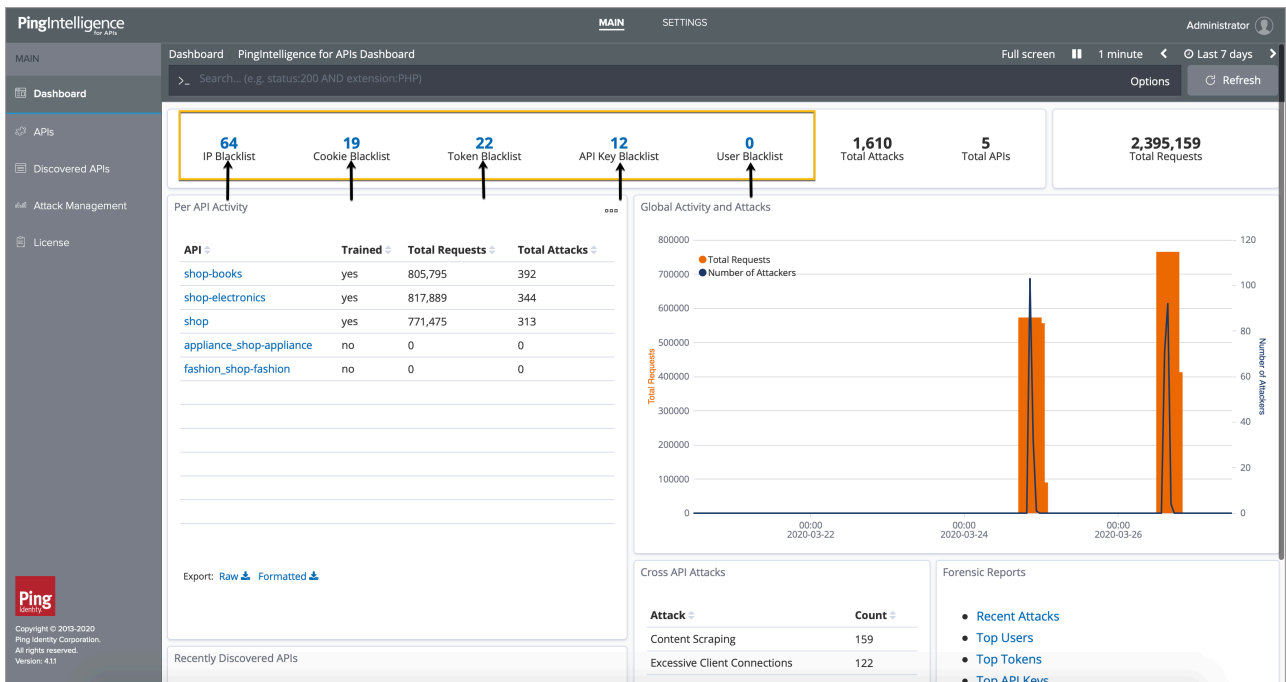 PingIntelligence
for APIs
MAIN
SETTINGS
Administrator
MAIN
Dashboard
APIs
Discovered APIs
Attack Management
License
Ping
Identity.
Copyright © 2013-2020
Ping Identity Corporation.
All rights reserved.
Version: 4.1.1
Dashboard PingIntelligence for APIs Dashboard
Full screen 1 minute Last 7 days
>_ Search... (e.g. status:200 AND extension:PHP)
Options
Refresh
64
IP Blacklist
19
Cookie Blacklist
22
Token Blacklist
12
API Key Blacklist
0
User Blacklist
1,610
Total Attacks
5
Total APIs
2,395,159
Total Requests
Per API Activity
API Trained Total Requests Total Attacks
shop-books yes 805,795 392
shop-electronics yes 817,889 344
shop yes 771,475 313
appliance_shop-appliance no 0 0
fashion_shop-fashion no 0 0
Export: Raw Formatted
Recently Discovered APIs
Global Activity and Attacks
Total Requests
Number of Attackers
Total Requests
800000
700000
600000
500000
400000
300000
200000
100000
0
120
100
80
60
40
20
0
Number of Attackers
00:00
2020-03-22
00:00
2020-03-24
00:00
2020-03-26
Cross API Attacks
Attack Count
Content Scraping 159
Excessive Client Connections 122
Forensic Reports
Recent Attacks
Top Users
Top Tokens
Top API Keys